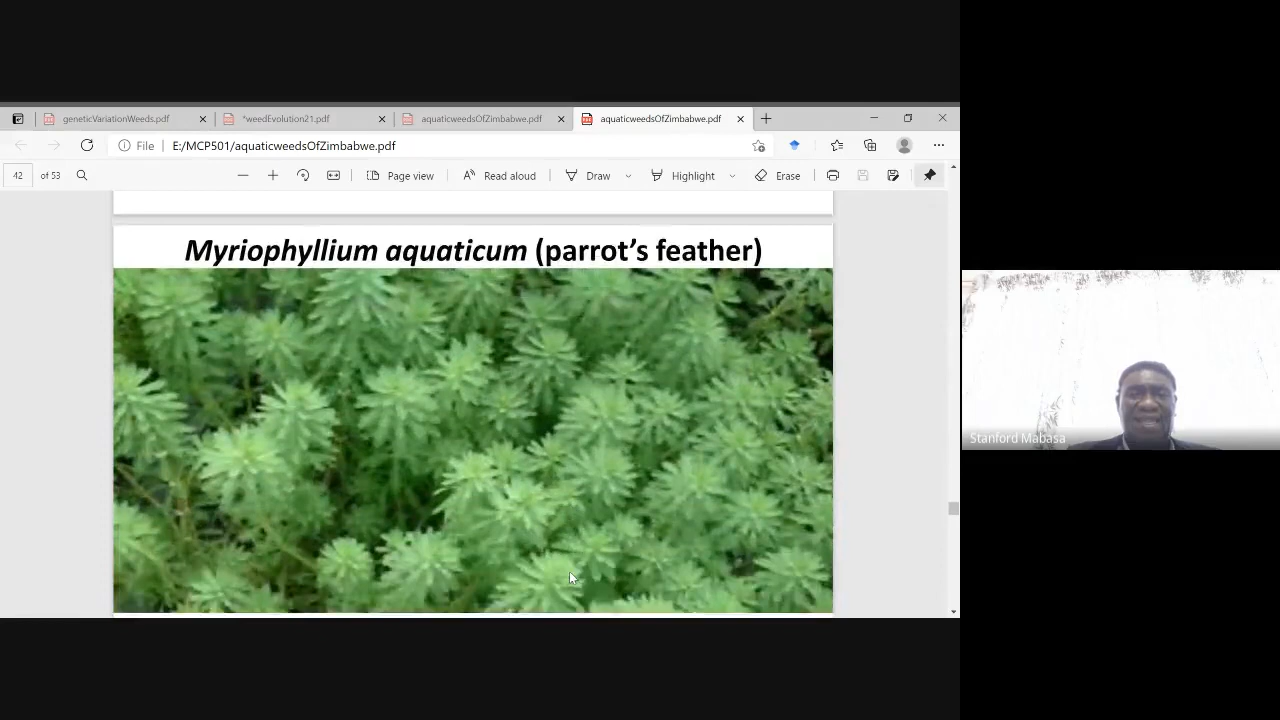 geneticVariationWeeds.pdf
*weedEvolution21.pdf
aquaticweedsOfZimbabwe.pdf
aquaticweedsOfZimbabwe.pdf
File E:/MCP501/aquaticweedsOfZimbabwe.pdf
42 of 53 Page view Read aloud Draw Highlight Erase
Myriophyllium aquaticum (parrot's feather)
Stanford Mabasa